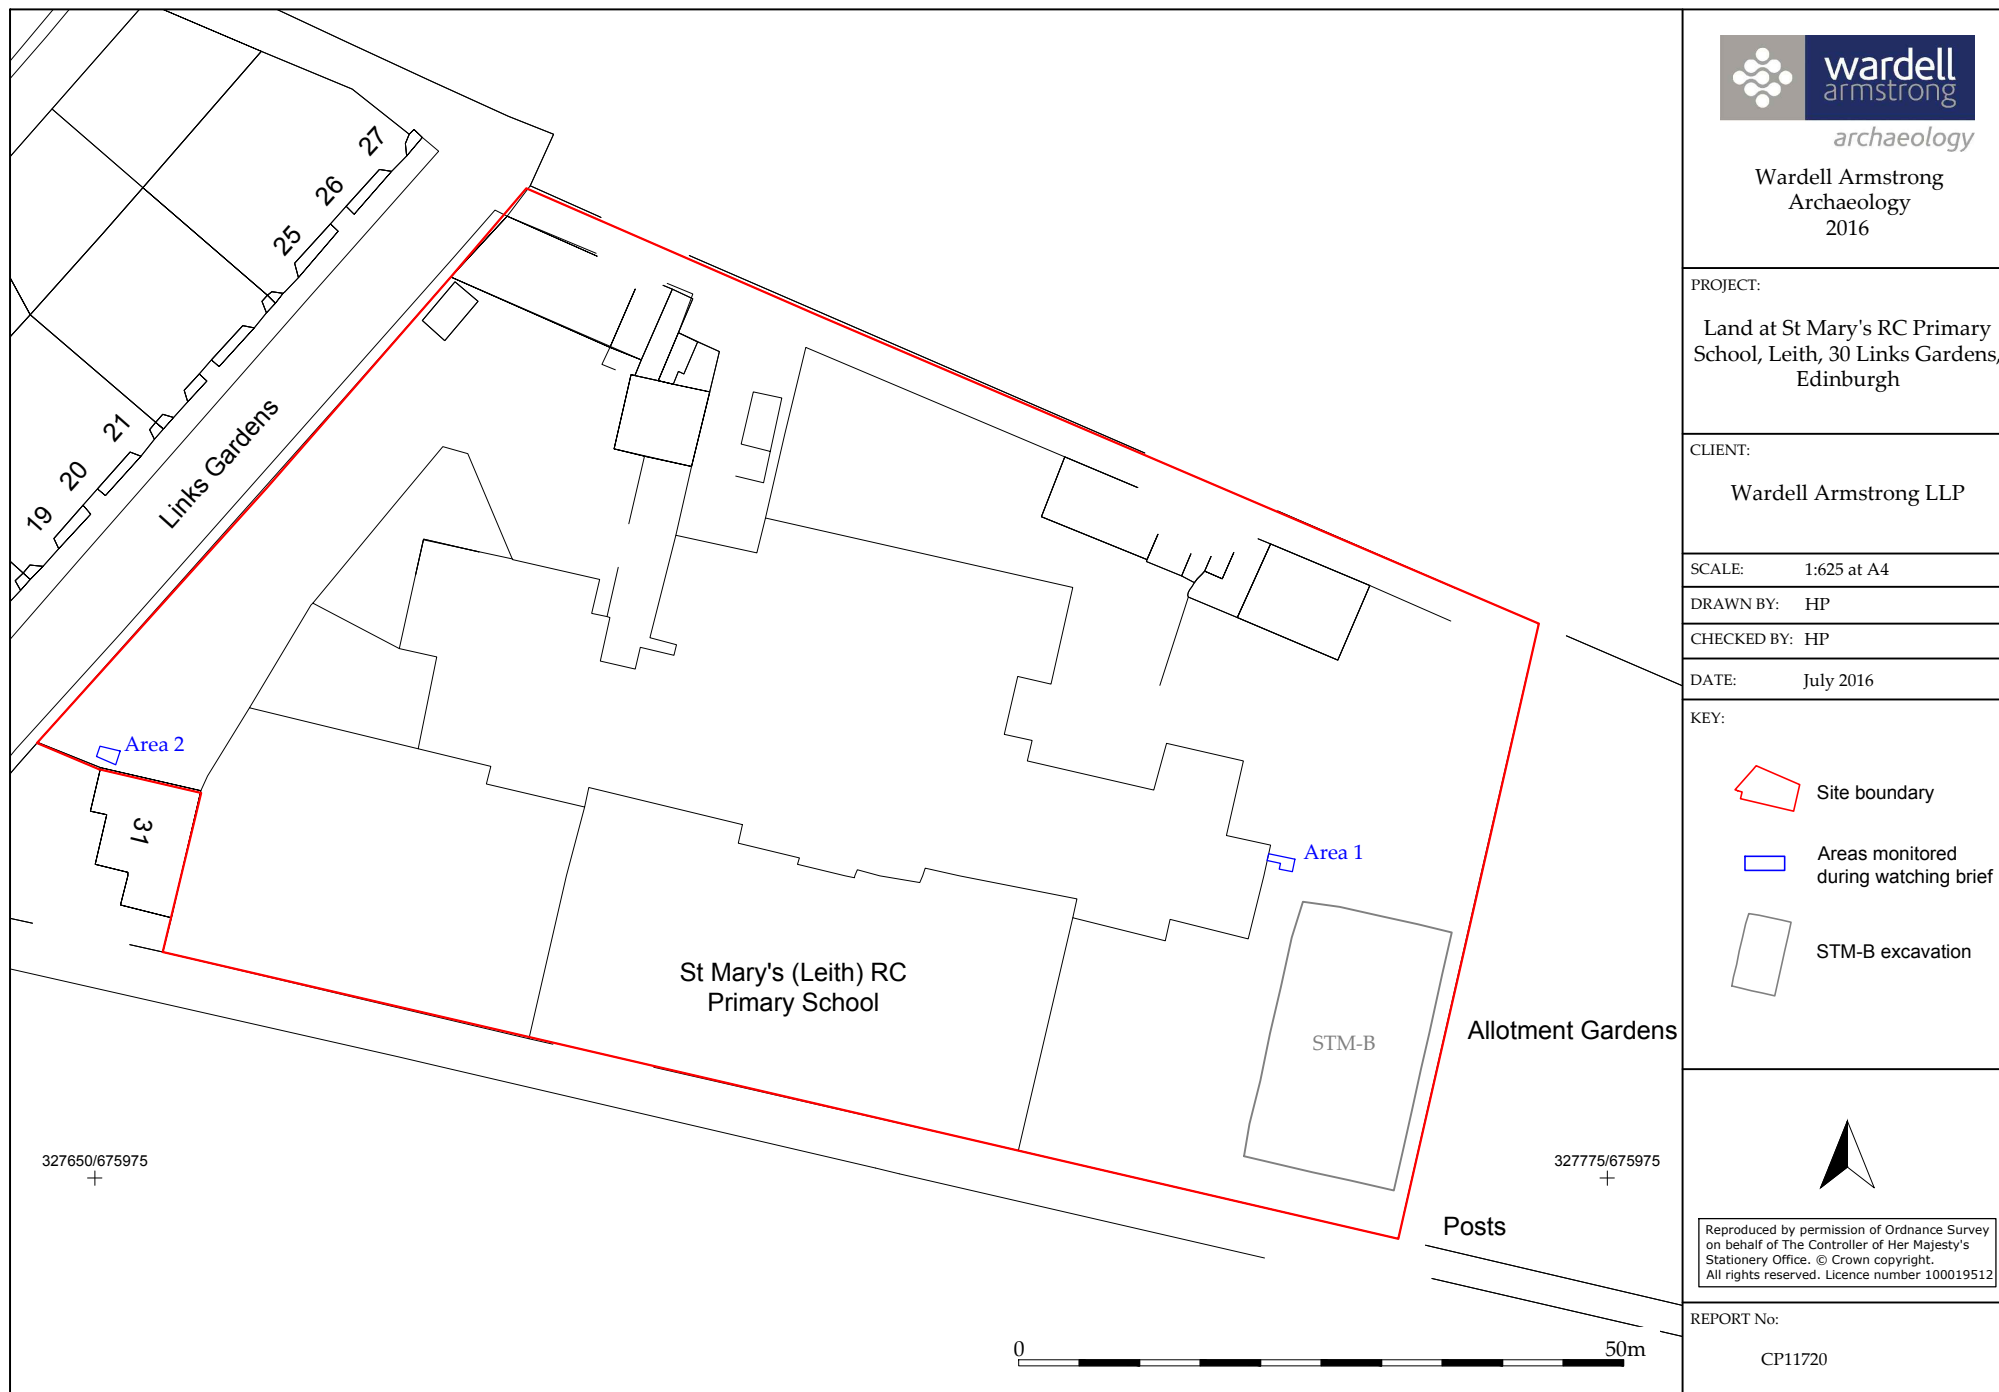 27
26
25
21
20
19
Links Gardens
Area 2
31
Area 1
St Mary's (Leith) RC
Primary School
STM-B
Allotment Gardens
327650/675975
327775/675975
Posts
0
50m
wardell
armstrong
archaeology
Wardell Armstrong
Archaeology
2016
PROJECT:
Land at St Mary's RC Primary
School, Leith, 30 Links Gardens,
Edinburgh
CLIENT:
Wardell Armstrong LLP
SCALE: 1:625 at A4
DRAWN BY: HP
CHECKED BY: HP
DATE: July 2016
KEY:
Site boundary
Areas monitored
during watching brief
STM-B excavation
Reproduced by permission of Ordnance Survey
on behalf of The Controller of Her Majesty's
Stationery Office. © Crown copyright.
All rights reserved. Licence number 100019512
REPORT No:
CP11720